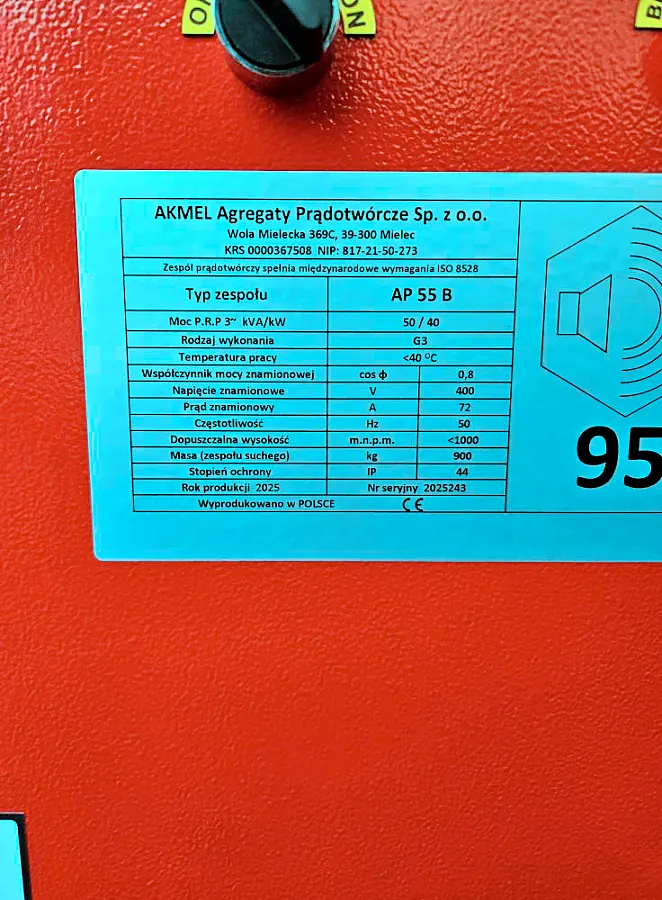 ON
AKMEL Agregaty Prądotwórcze Sp. z o.o.
Wola Mielecka 369C, 39-300 Mielec
KRS 0000367508 NIP: 817-21-50-273
Zespół prądotwórczy spełnia międzynarodowe wymagania ISO 8528
Typ zespołu AP 55 B
Moc P.R.P 3~ kVA/kW 50 / 40
Rodzaj wykonania G3
Temperatura pracy <40 °C
Współczynnik mocy znamionowej cos ϕ 0,8
Napięcie znamionowe V 400
Prąd znamionowy A 72
Częstotliwość Hz 50
Dopuszczalna wysokość m.n.p.m. <1000
Masa (zespołu suchego) kg 900
Stopień ochrony IP 44
Rok produkcji 2025 Nr seryjny 2025243
Wyprodukowano w POLSCE CE
95